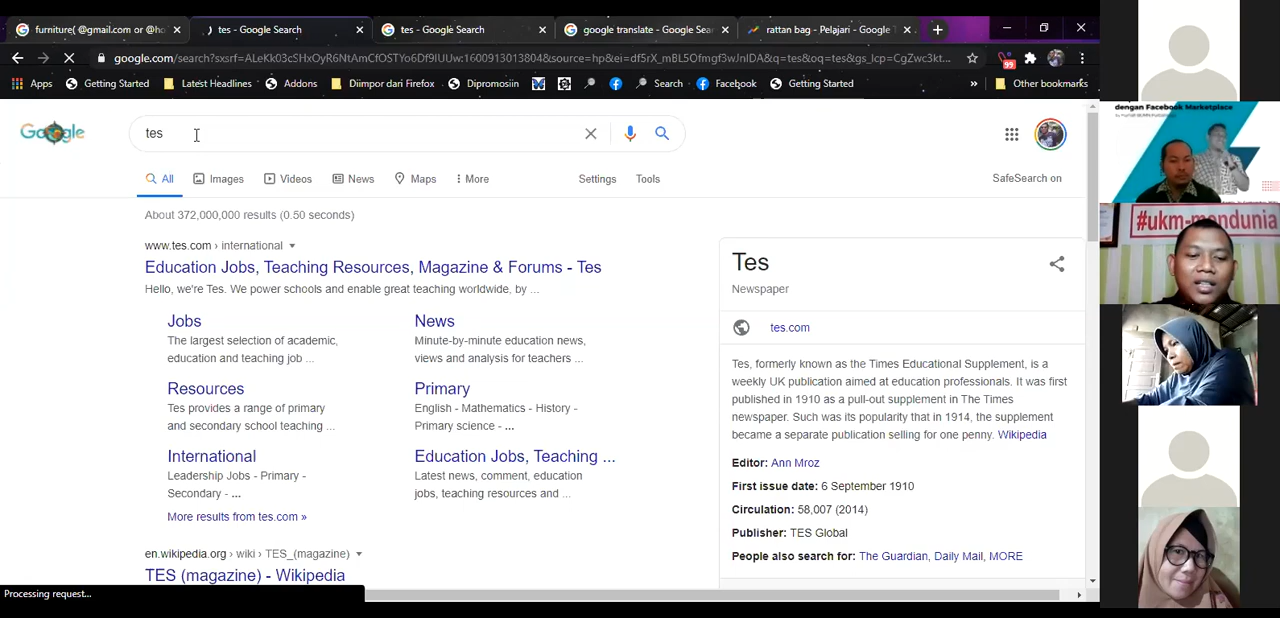 furniture( @gmail.com or @ho
tes - Google Search
tes - Google Search
google translate - Google Search
rattan bag - Pelajari - Google T
google.com/search?sxsrf=ALeKk03cSHxOyR6NtAmCfOSTYo6Df9IUUw:1600913013804&source=hp&ei=df5rX_mBL5Ofmgf3wJnIDA&q=tes&oq=tes&gs_lcp=CgZwc3kt...
99
Apps
Getting Started
Latest Headlines
Addons
Diimpor dari Firefox
Dipromosiin
Search
Facebook
Getting Started
»
Other bookmarks
Google
tes
All
Images
Videos
News
Maps
More
Settings
Tools
SafeSearch on
About 372,000,000 results (0.50 seconds)
www.tes.com › international
Education Jobs, Teaching Resources, Magazine & Forums - Tes
Hello, we're Tes. We power schools and enable great teaching worldwide, by ...
Jobs
The largest selection of academic,
education and teaching job ...
News
Minute-by-minute education news,
views and analysis for teachers ...
Resources
Tes provides a range of primary
and secondary school teaching ...
Primary
English - Mathematics - History -
Primary science - ...
International
Leadership Jobs - Primary -
Secondary - ...
Education Jobs, Teaching ...
Latest news, comment, education
jobs, teaching resources and ...
More results from tes.com »
en.wikipedia.org › wiki › TES_(magazine)
TES (magazine) - Wikipedia
Processing request...
Tes
Newspaper
tes.com
Tes, formerly known as the Times Educational Supplement, is a
weekly UK publication aimed at education professionals. It was first
published in 1910 as a pull-out supplement in The Times
newspaper. Such was its popularity that in 1914, the supplement
became a separate publication selling for one penny. Wikipedia
Editor: Ann Mroz
First issue date: 6 September 1910
Circulation: 58,007 (2014)
Publisher: TES Global
People also search for: The Guardian, Daily Mail, MORE
dengan Facebook Marketplace
#ukm-mendunia